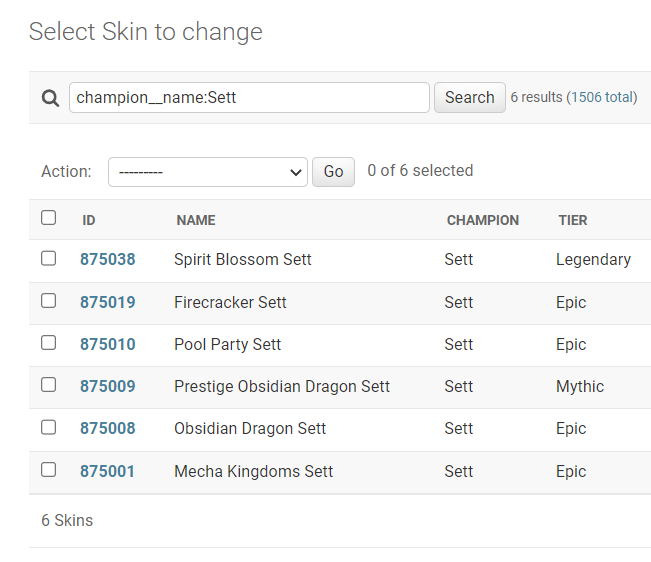 Select Skin to change
champion__name:Sett Search 6 results (1506 total)
Action: --------- Go 0 of 6 selected
ID NAME CHAMPION TIER
875038 Spirit Blossom Sett Sett Legendary
875019 Firecracker Sett Sett Epic
875010 Pool Party Sett Sett Epic
875009 Prestige Obsidian Dragon Sett Sett Mythic
875008 Obsidian Dragon Sett Sett Epic
875001 Mecha Kingdoms Sett Sett Epic
6 Skins